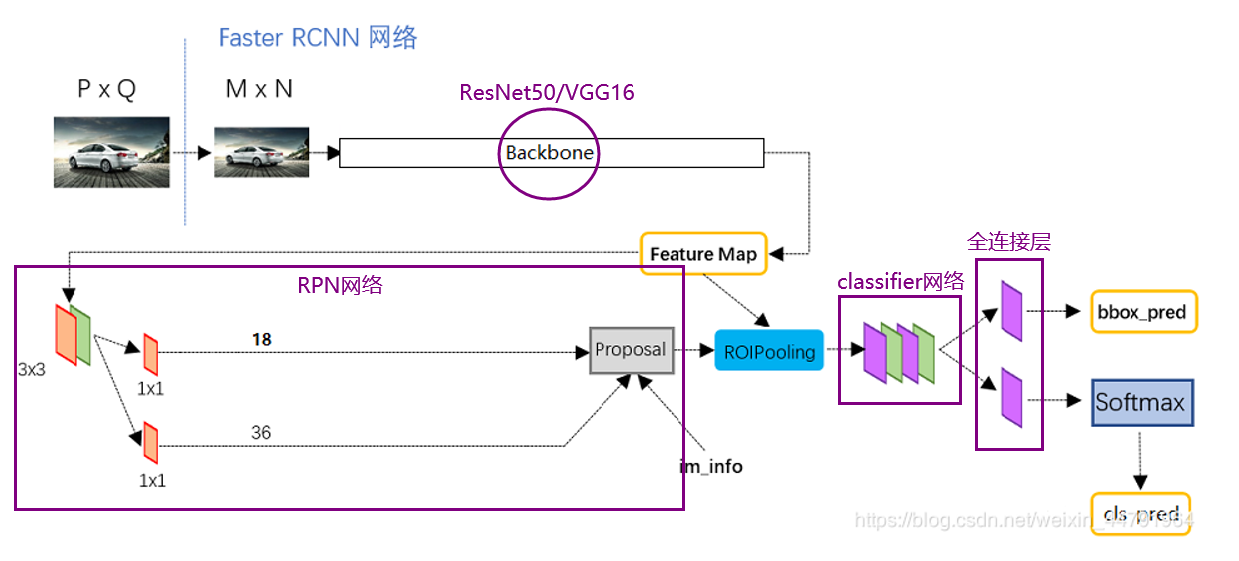 Faster RCNN 网络
P x Q
M x N
ResNet50/VGG16
Backbone
Feature Map
全连接层
RPN网络
classifier网络
bbox_pred
18
Proposal
ROIPooling
3x3
1x1
Softmax
36
im_info
1x1
cls_pred
https://blog.csdn.net/weixin_44791964